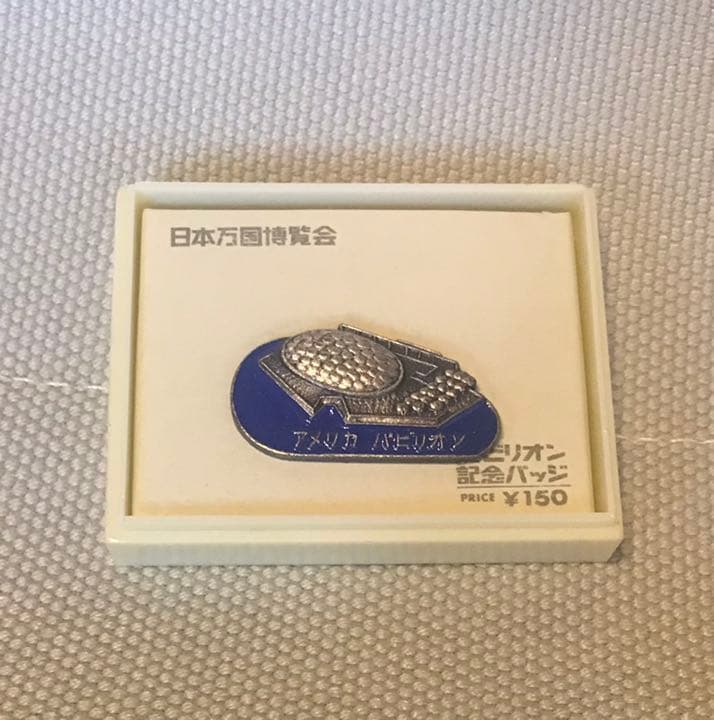 日本万国博覧会
アメリカ パビリオン
ビリオン
記念バッジ
PRICE ¥150